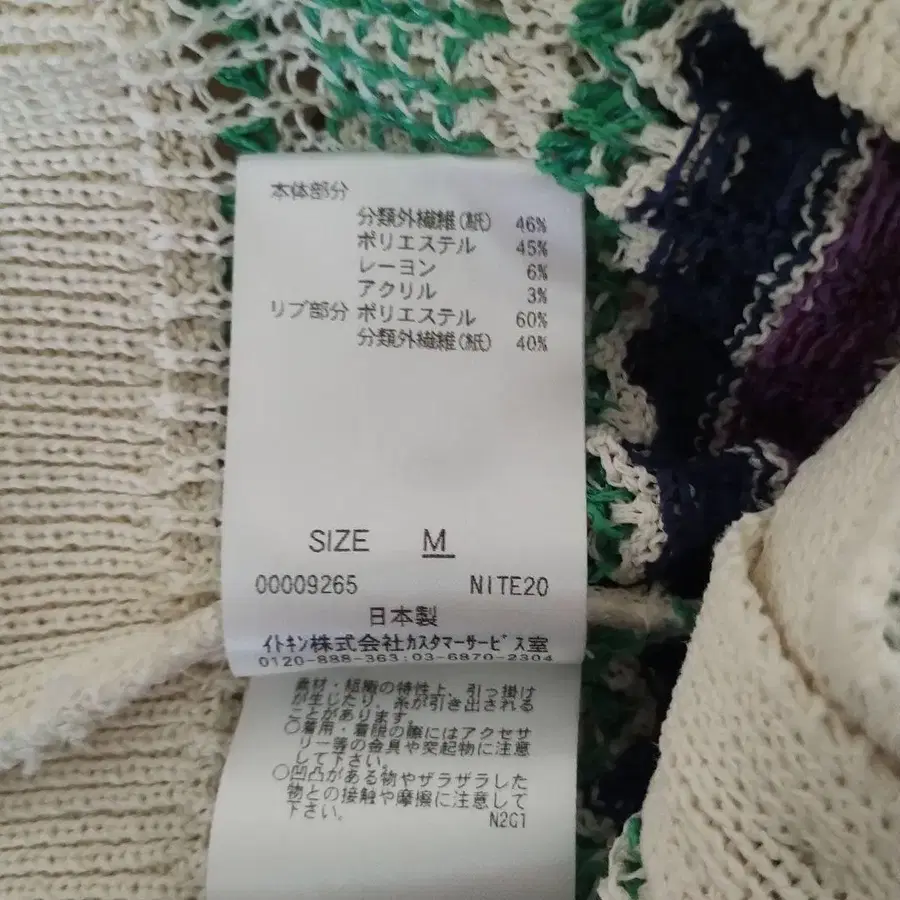 本体部分
分類外繊維(紙) 46%
ポリエステル 45%
レーヨン 6%
アクリル 3%
リブ部分 ポリエステル 60%
分類外繊維(紙) 40%
SIZE M
00009265 NITE20
日本製
イトキン株式会社カスタマーサービス室
0120-888-363:03-6870-2304
素材・組織の特性上、引っ掛け
が生じたり、糸が引き出される
ことがあります。
○着用・着脱の際にはアクセサ
リー等の金具や突起物に注意
して下さい。
○凹凸がある物やザラザラした
物との接触や摩擦に注意して
下さい。
N2C1